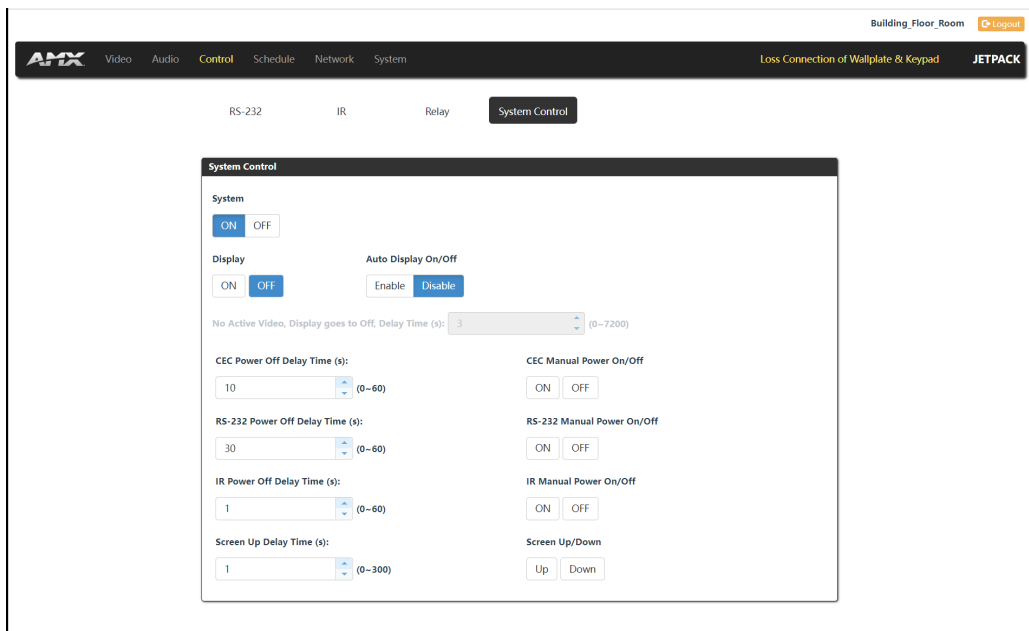 Building_Floor_Room Logout
AMX Video Audio Control Schedule Network System Loss Connection of Wallplate & Keypad JETPACK
RS-232 IR Relay System Control
System Control
System
ON OFF
Display Auto Display On/Off
ON OFF Enable Disable
No Active Video, Display goes to Off, Delay Time (s): 3 (0~7200)
CEC Power Off Delay Time (s): CEC Manual Power On/Off
10 (0~60) ON OFF
RS-232 Power Off Delay Time (s): RS-232 Manual Power On/Off
30 (0~60) ON OFF
IR Power Off Delay Time (s): IR Manual Power On/Off
1 (0~60) ON OFF
Screen Up Delay Time (s): Screen Up/Down
1 (0~300) Up Down